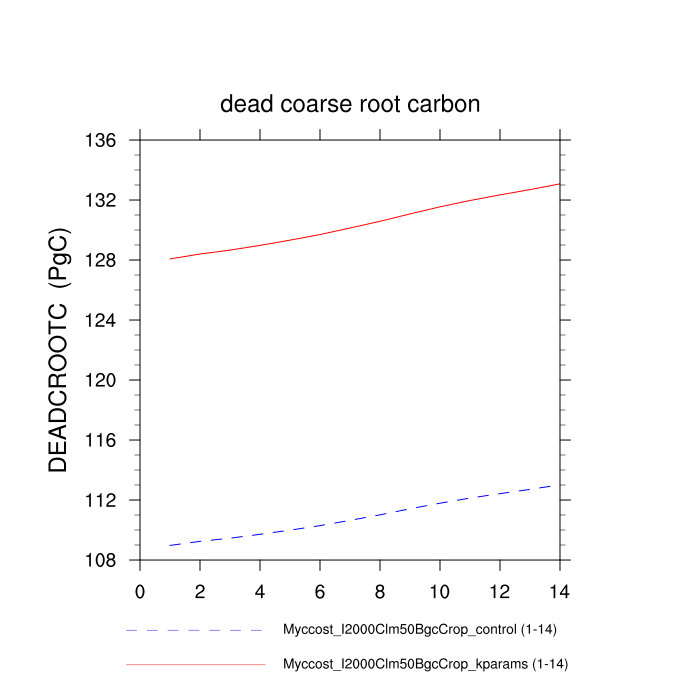 dead coarse root carbon
DEADCROOTC (PgC)
136
132
128
124
120
116
112
108
0 2 4 6 8 10 12 14
Myccost_I2000Clm50BgcCrop_control (1-14)
Myccost_I2000Clm50BgcCrop_kparams (1-14)